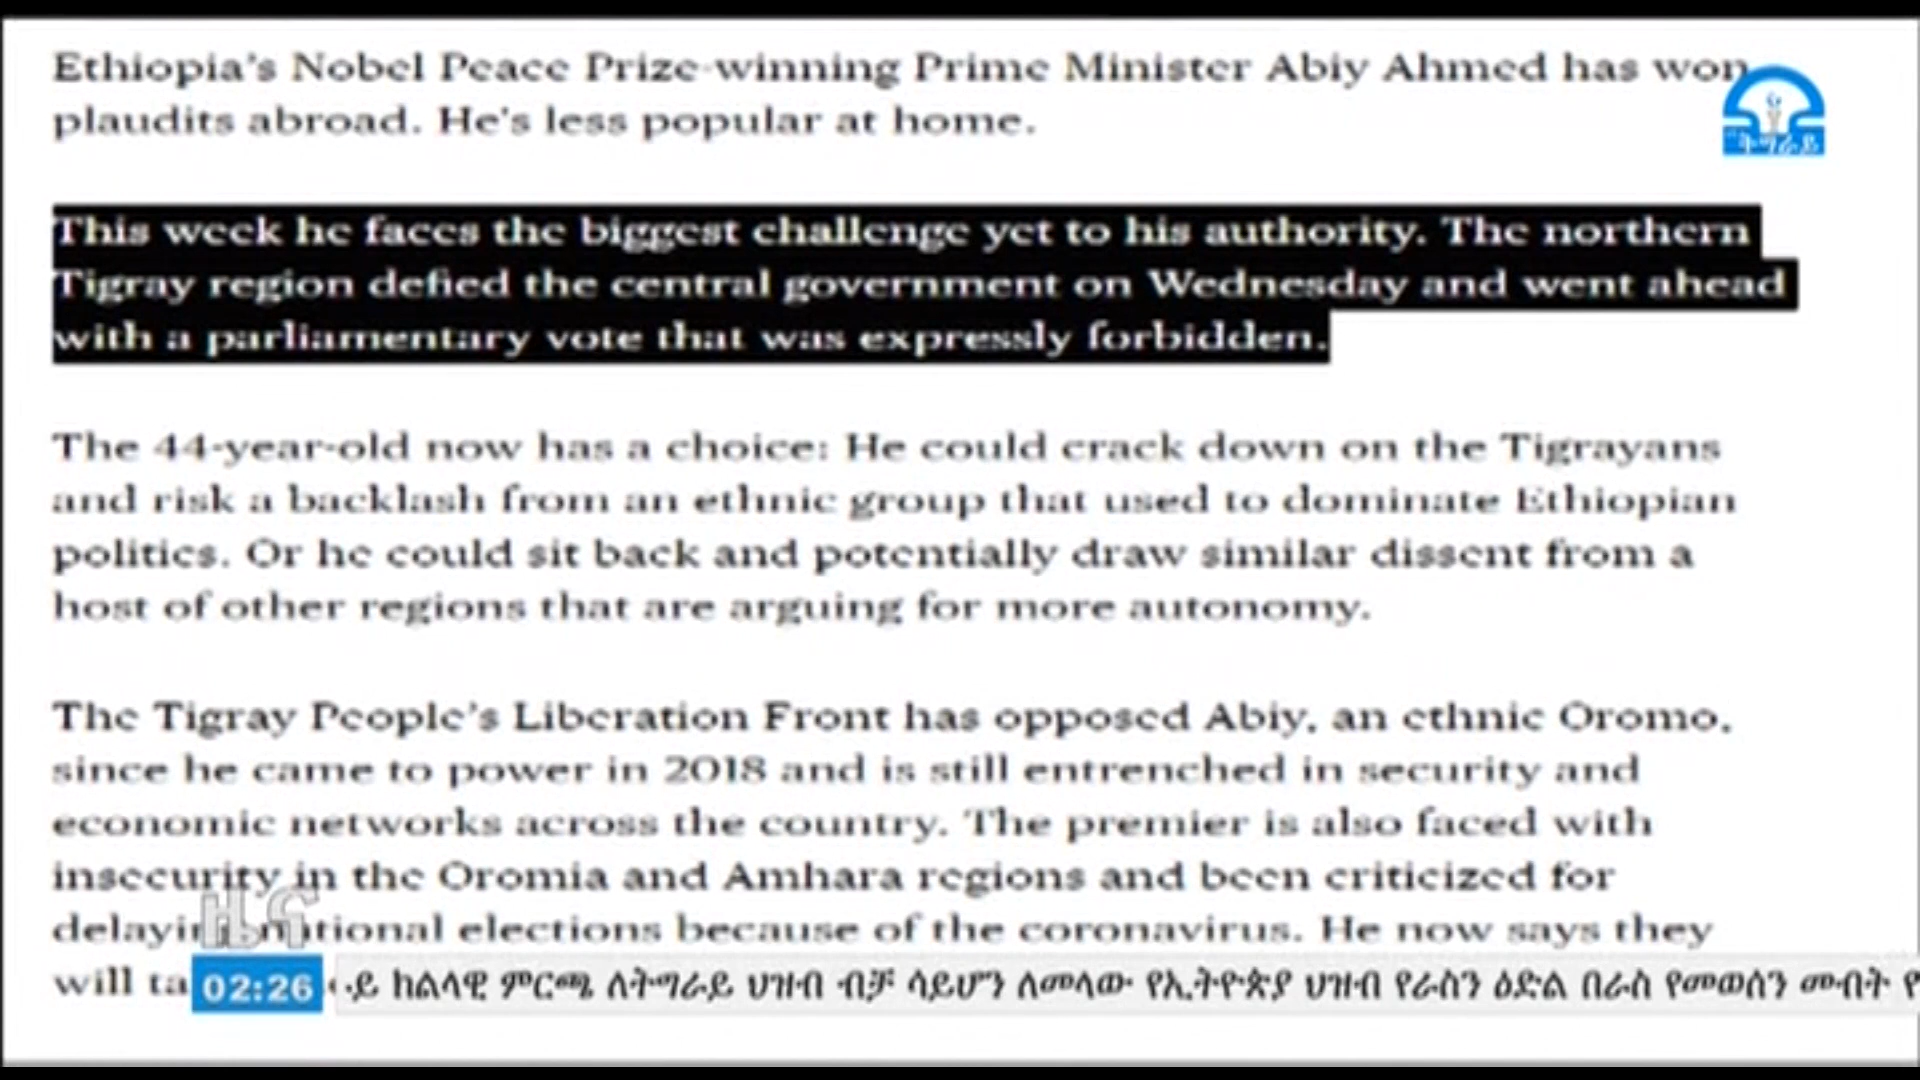 Ethiopia's Nobel Peace Prize-winning Prime Minister Abiy Ahmed has won
plaudits abroad. He's less popular at home.
ትግራይ
This week he faces the biggest challenge yet to his authority. The northern
Tigray region defied the central government on Wednesday and went ahead
with a parliamentary vote that was expressly forbidden.
The 44-year-old now has a choice: He could crack down on the Tigrayans
and risk a backlash from an ethnic group that used to dominate Ethiopian
politics. Or he could sit back and potentially draw similar dissent from a
host of other regions that are arguing for more autonomy.
The Tigray People's Liberation Front has opposed Abiy, an ethnic Oromo,
since he came to power in 2018 and is still entrenched in security and
economic networks across the country. The premier is also faced with
insecurity in the Oromia and Amhara regions and been criticized for
delaying national elections because of the coronavirus. He now says they
ዜና
will ta
02:26
ይ ክልላዊ ምርጫ ለትግራይ ህዝብ ብቻ ሳይሆን ለመላው የኢትዮጵያ ህዝብ የራስን ዕድል በራስ የመወሰን መብት የ